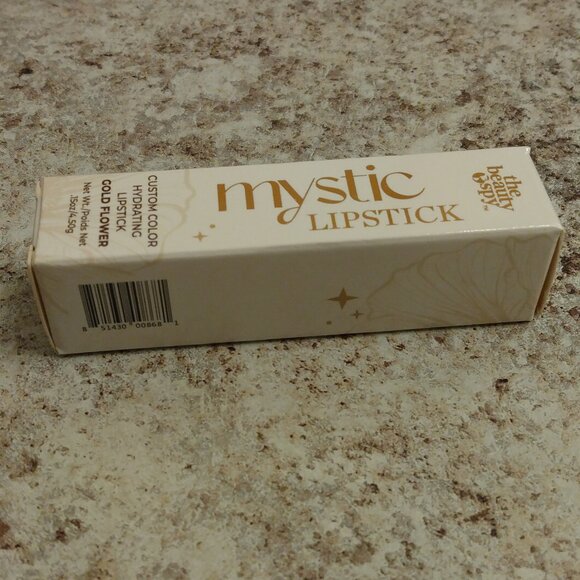 mystic
LIPSTICK
the
beauty
spy
CUSTOM COLOR
HYDRATING
LIPSTICK
GOLD FLOWER
Net Wt./Poids Net
.15oz/4.50g
8 51430 00868 1